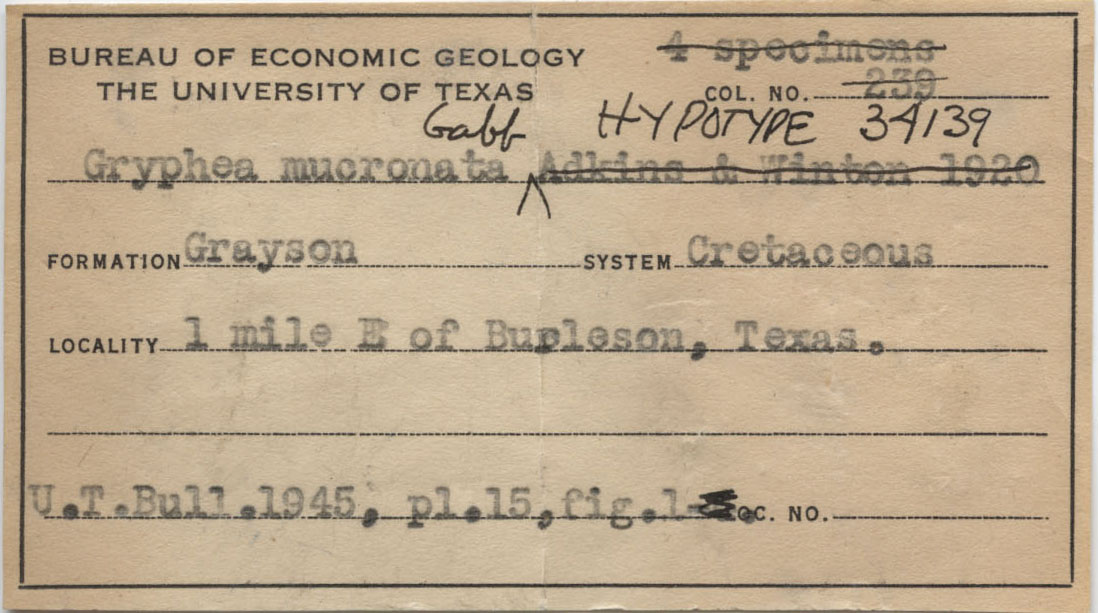 BUREAU OF ECONOMIC GEOLOGY
4 specimens
THE UNIVERSITY OF TEXAS
COL. NO. 239
Gabb HYPOTYPE 34139
Gryphea mucronata Adkins & Winton 1920
FORMATION Grayson SYSTEM Cretaceous
LOCALITY 1 mile E of Burleson, Texas.
U.T.Bull.1945, pl.15,fig.1 LOC. NO.